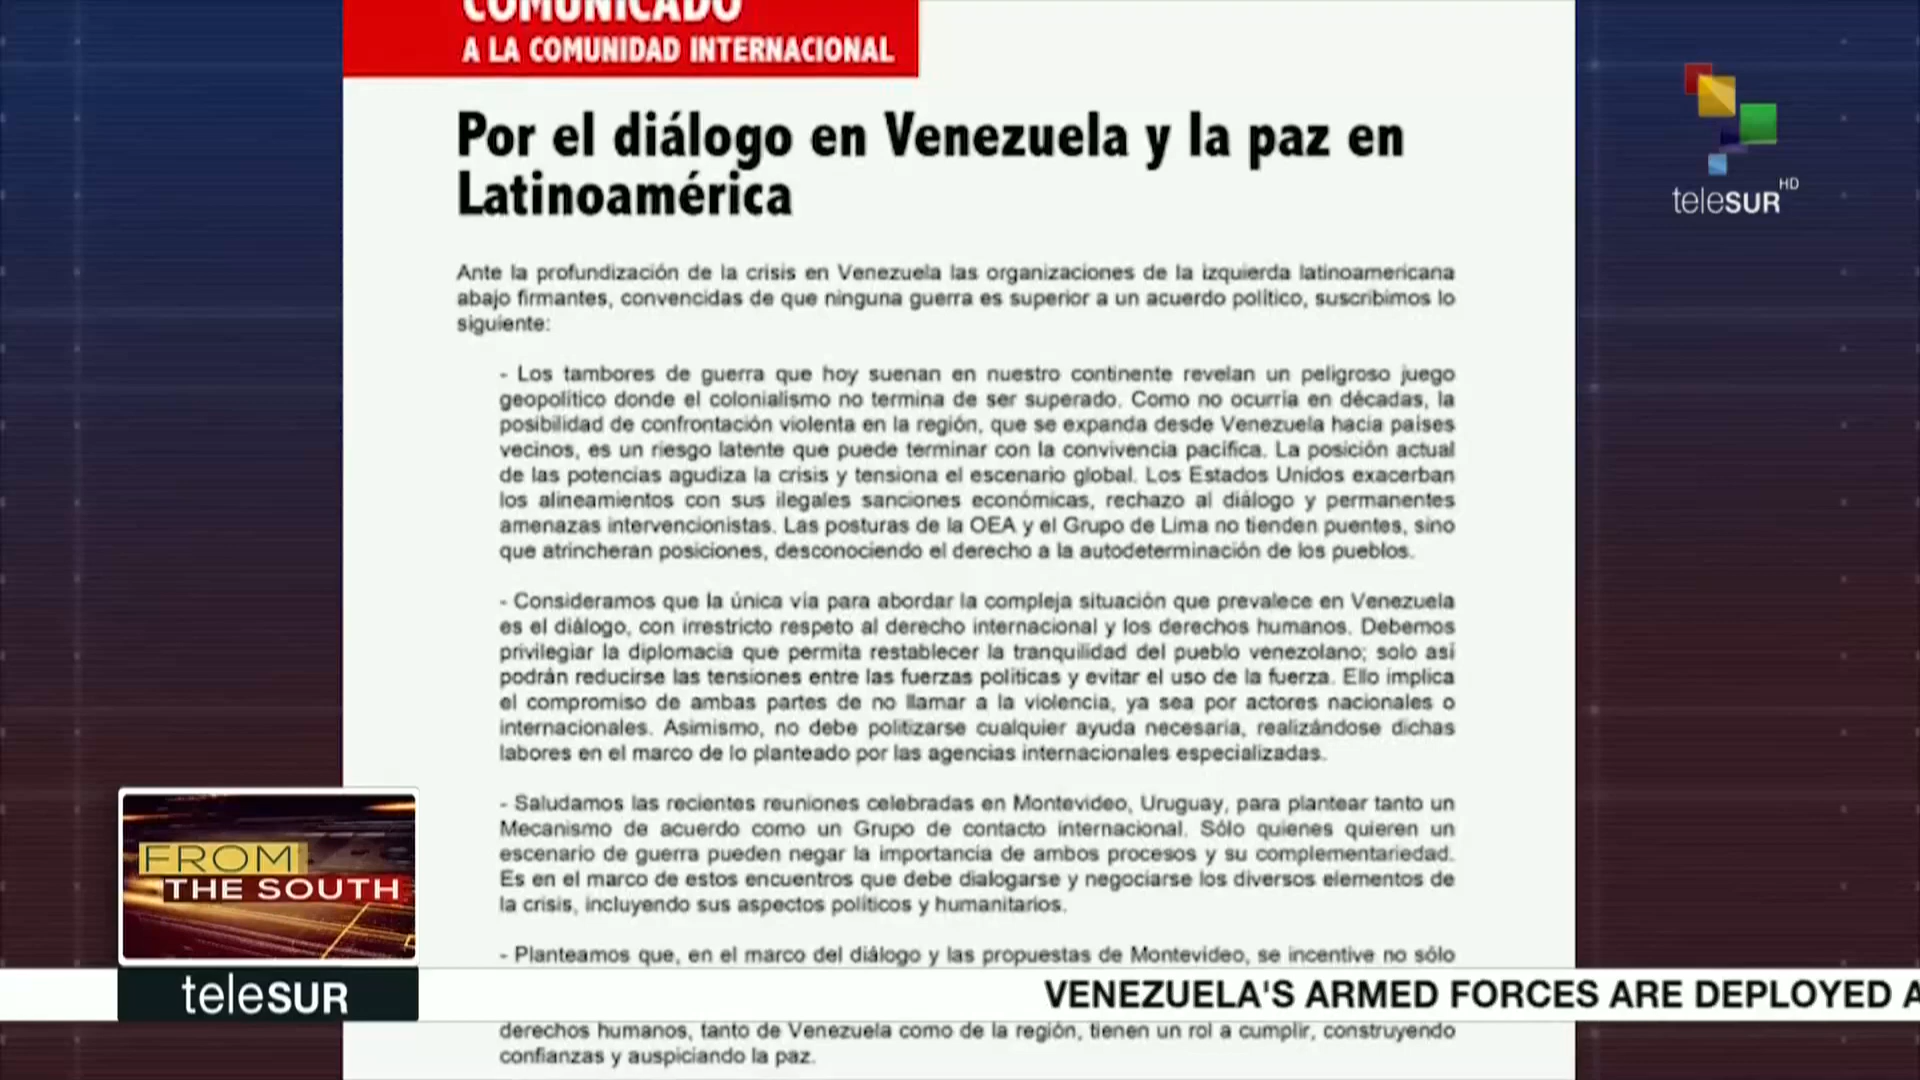 COMUNICADO
A LA COMUNIDAD INTERNACIONAL
Por el diálogo en Venezuela y la paz en
Latinoamérica
Ante la profundización de la crisis en Venezuela las organizaciones de la izquierda latinoamericana
abajo firmantes, convencidas de que ninguna guerra es superior a un acuerdo político, suscribimos lo
siguiente:
- Los tambores de guerra que hoy suenan en nuestro continente revelan un peligroso juego
geopolítico donde el colonialismo no termina de ser superado. Como no ocurría en décadas, la
posibilidad de confrontación violenta en la región, que se expanda desde Venezuela hacia países
vecinos, es un riesgo latente que puede terminar con la convivencia pacífica. La posición actual
de las potencias agudiza la crisis y tensiona el escenario global. Los Estados Unidos exacerban
los alineamientos con sus ilegales sanciones económicas, rechazo al diálogo y permanentes
amenazas intervencionistas. Las posturas de la OEA y el Grupo de Lima no tienden puentes, sino
que atrincheran posiciones, desconociendo el derecho a la autodeterminación de los pueblos.
- Consideramos que la única vía para abordar la compleja situación que prevalece en Venezuela
es el diálogo, con irrestricto respeto al derecho internacional y los derechos humanos. Debemos
privilegiar la diplomacia que permita restablecer la tranquilidad del pueblo venezolano; solo así
podrán reducirse las tensiones entre las fuerzas políticas y evitar el uso de la fuerza. Ello implica
el compromiso de ambas partes de no llamar a la violencia, ya sea por actores nacionales o
internacionales. Asimismo, no debe politizarse cualquier ayuda necesaria, realizándose dichas
labores en el marco de lo planteado por las agencias internacionales especializadas.
- Saludamos las recientes reuniones celebradas en Montevideo, Uruguay, para plantear tanto un
Mecanismo de acuerdo como un Grupo de contacto internacional. Sólo quienes quieren un
escenario de guerra pueden negar la importancia de ambos procesos y su complementariedad.
Es en el marco de estos encuentros que debe dialogarse y negociarse los diversos elementos de
la crisis, incluyendo sus aspectos políticos y humanitarios.
- Planteamos que, en el marco del diálogo y las propuestas de Montevideo, se incentive no sólo
derechos humanos, tanto de Venezuela como de la región, tienen un rol a cumplir, construyendo
confianzas y auspiciando la paz.
teleSUR HD
FROM
THE SOUTH
teleSUR
VENEZUELA'S ARMED FORCES ARE DEPLOYED A